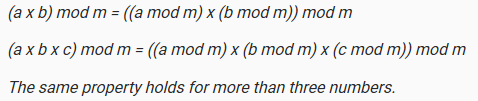 (a x b) mod m = ((a mod m) x (b mod m)) mod m
(a x b x c) mod m = ((a mod m) x (b mod m) x (c mod m)) mod m
The same property holds for more than three numbers.